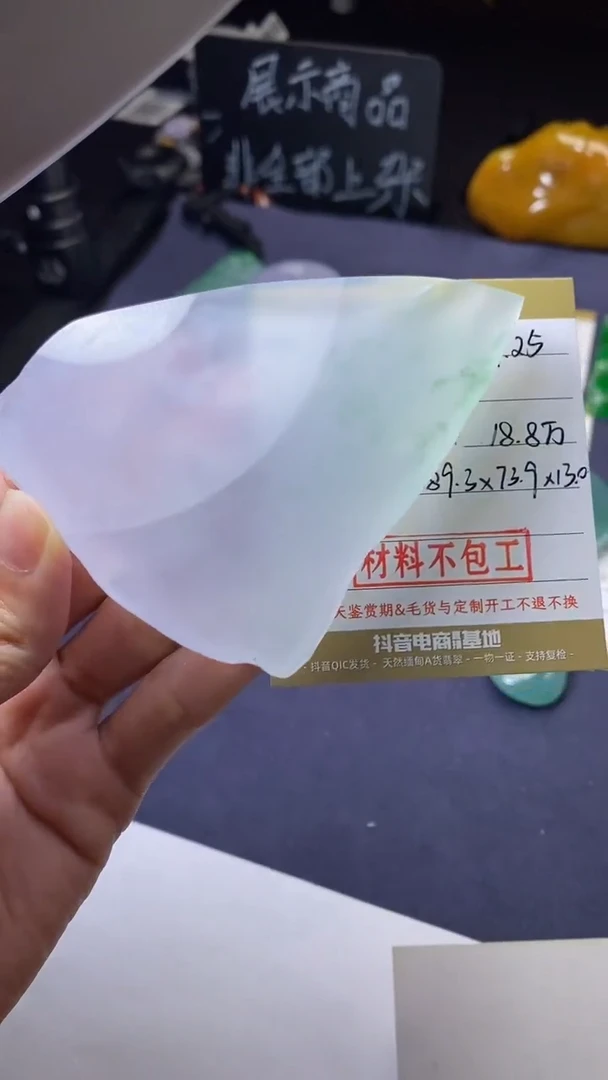 展示商品
非全部上架
.25
18.8万
89.3×73.9×13.0
材料不包工
天鉴赏期&毛货与定制开工不退不换
抖音电商 基地
- 抖音QIC发货 - 天然缅甸A货翡翠 - 一物一证 - 支持复检 -